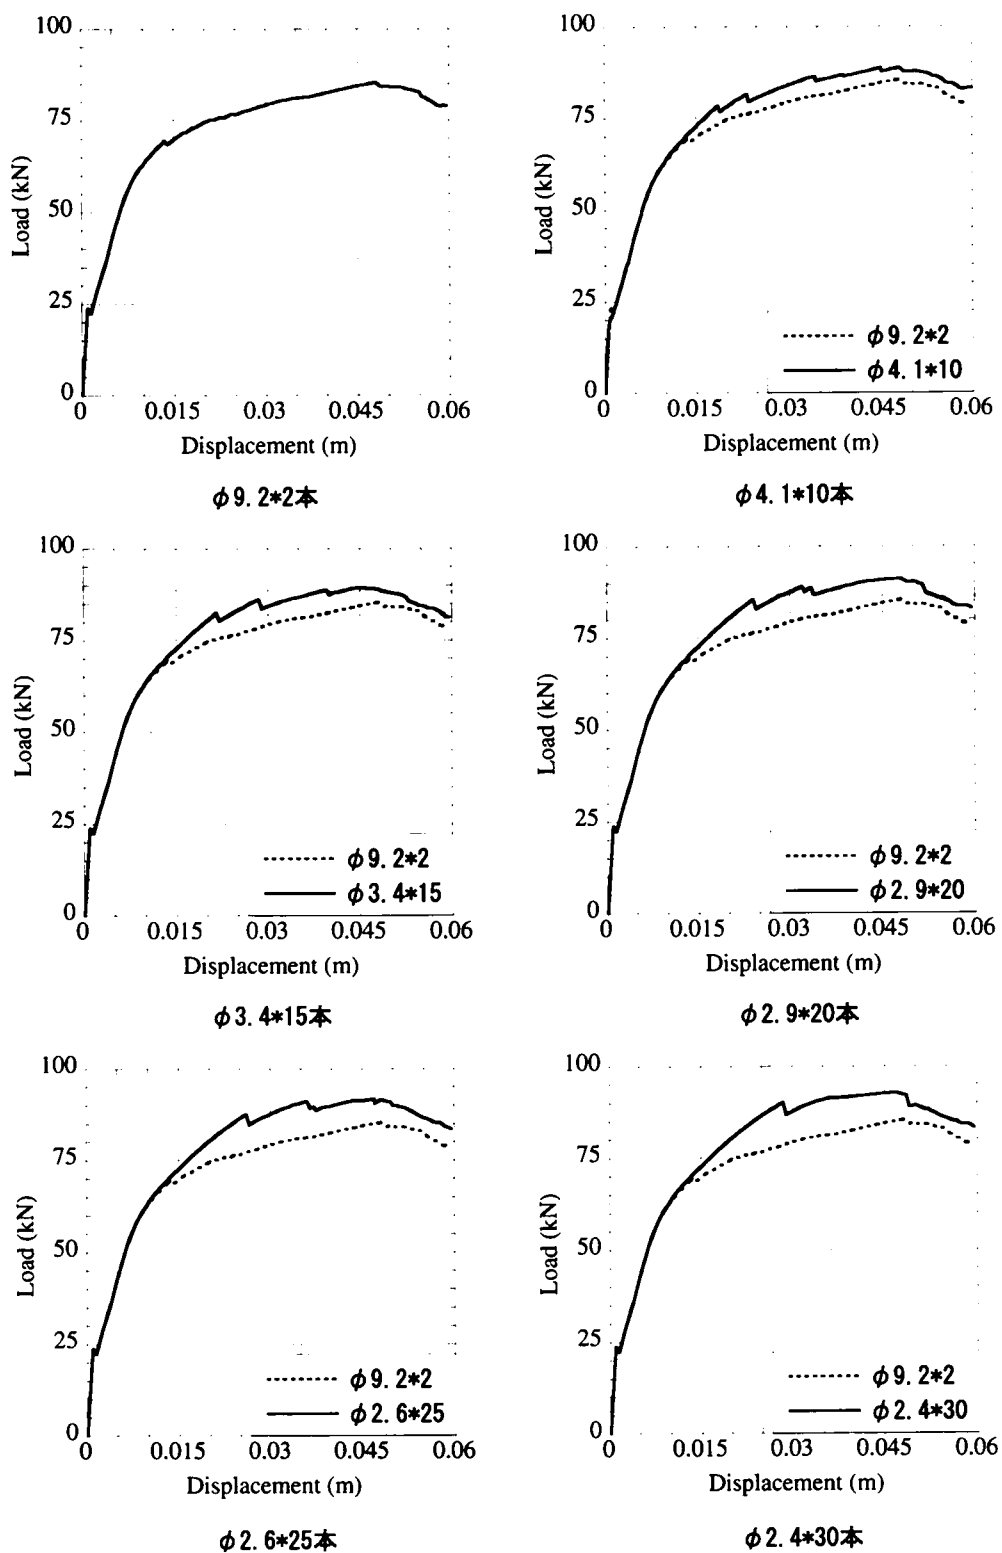 100
75
50
25
0
Load (kN)
0 0.015 0.03 0.045 0.06
Displacement (m)
φ9.2*2本
100
75
50
25
0
Load (kN)
φ9.2*2
φ4.1*10
0 0.015 0.03 0.045 0.06
Displacement (m)
φ4.1*10本
100
75
50
25
0
Load (kN)
φ9.2*2
φ3.4*15
0 0.015 0.03 0.045 0.06
Displacement (m)
φ3.4*15本
100
75
50
25
0
Load (kN)
φ9.2*2
φ2.9*20
0 0.015 0.03 0.045 0.06
Displacement (m)
φ2.9*20本
100
75
50
25
0
Load (kN)
φ9.2*2
φ2.6*25
0 0.015 0.03 0.045 0.06
Displacement (m)
φ2.6*25本
100
75
50
25
0
Load (kN)
φ9.2*2
φ2.4*30
0 0.015 0.03 0.045 0.06
Displacement (m)
φ2.4*30本